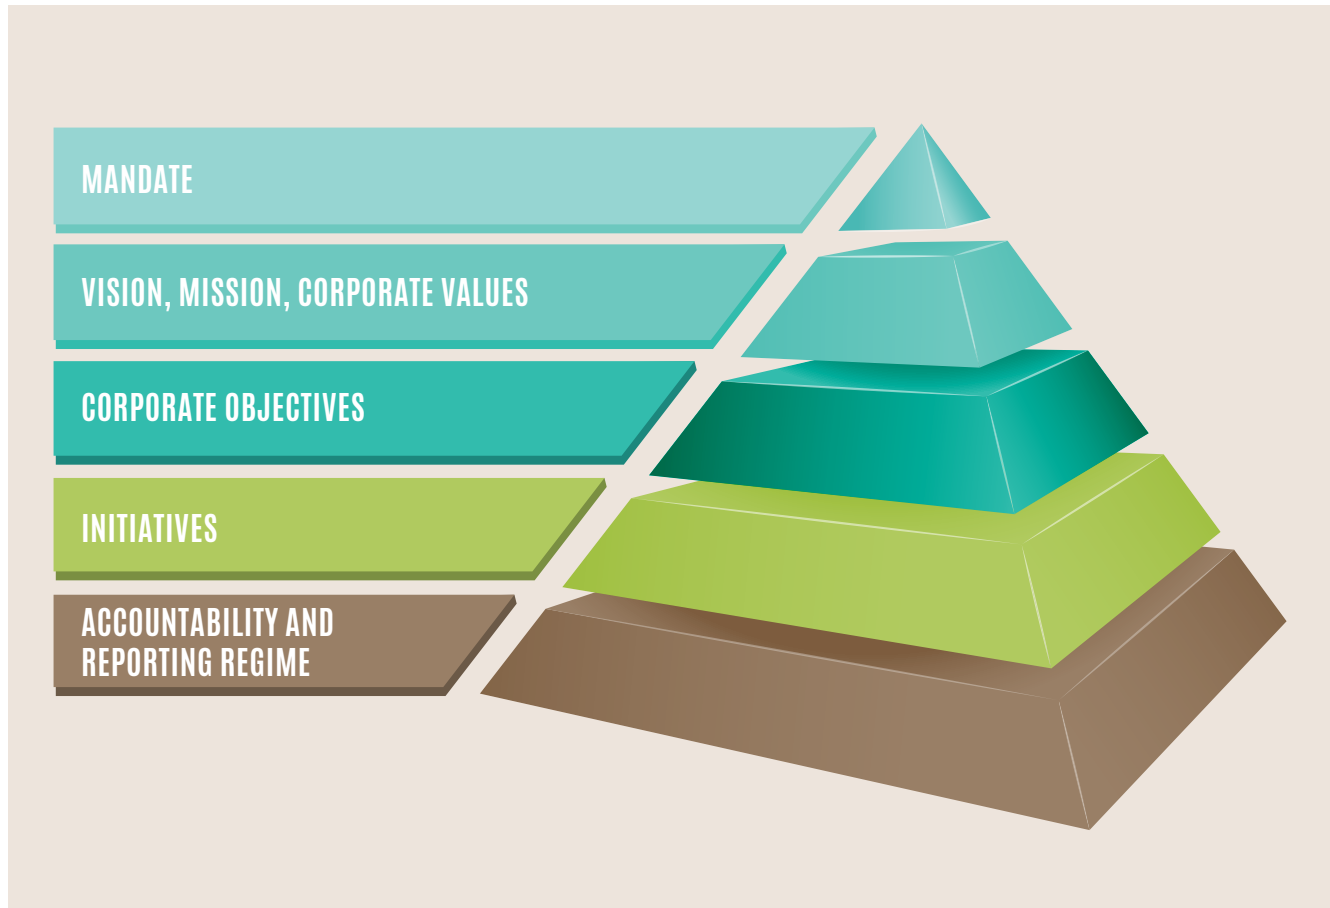 MANDATE
VISION, MISSION, CORPORATE VALUES
CORPORATE OBJECTIVES
INITIATIVES
ACCOUNTABILITY AND
REPORTING REGIME